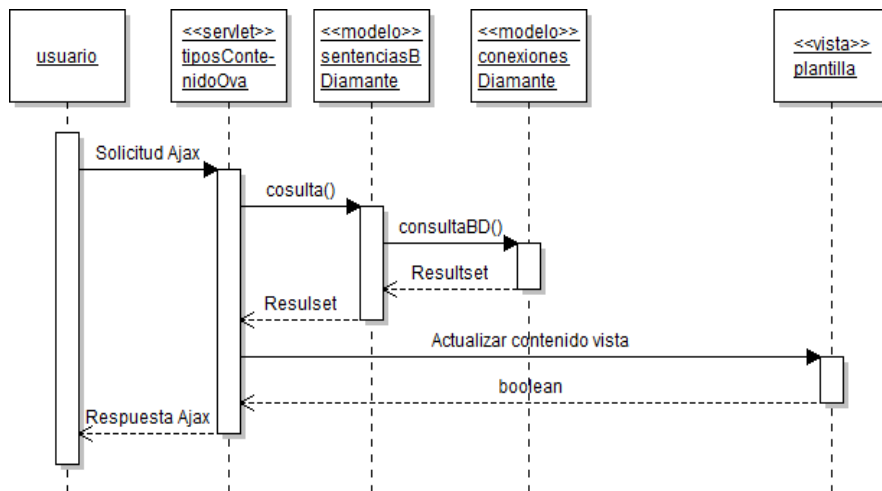 usuario
<<servlet>>
tiposConte-
nidoOva
<<modelo>>
sentenciasB
Diamante
<<modelo>>
conexiones
Diamante
<<vista>>
plantilla
Solicitud Ajax
cosulta()
consultaBD()
Resultset
Resulset
Actualizar contenido vista
boolean
Respuesta Ajax